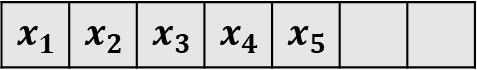 x₁ x₂ x₃ x₄ x₅